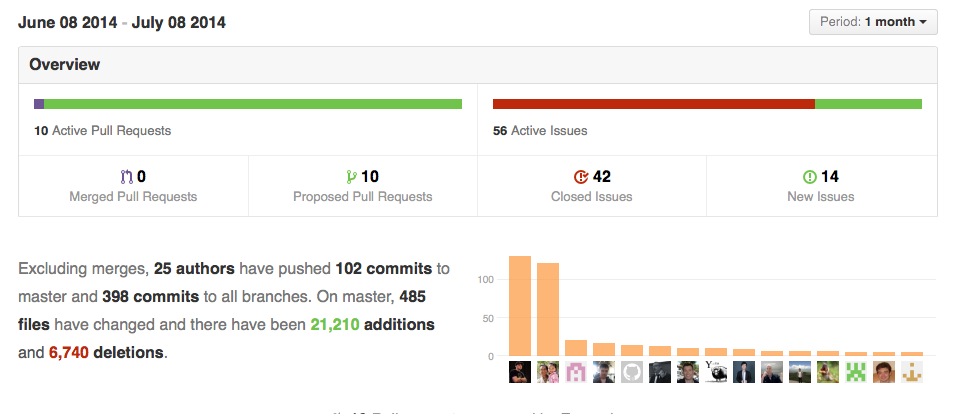 June 08 2014 - July 08 2014
Period: 1 month
Overview
10 Active Pull Requests
56 Active Issues
0
Merged Pull Requests
10
Proposed Pull Requests
42
Closed Issues
14
New Issues
Excluding merges, 25 authors have pushed 102 commits to
master and 398 commits to all branches. On master, 485
files have changed and there have been 21,210 additions
and 6,740 deletions.
100
50
0